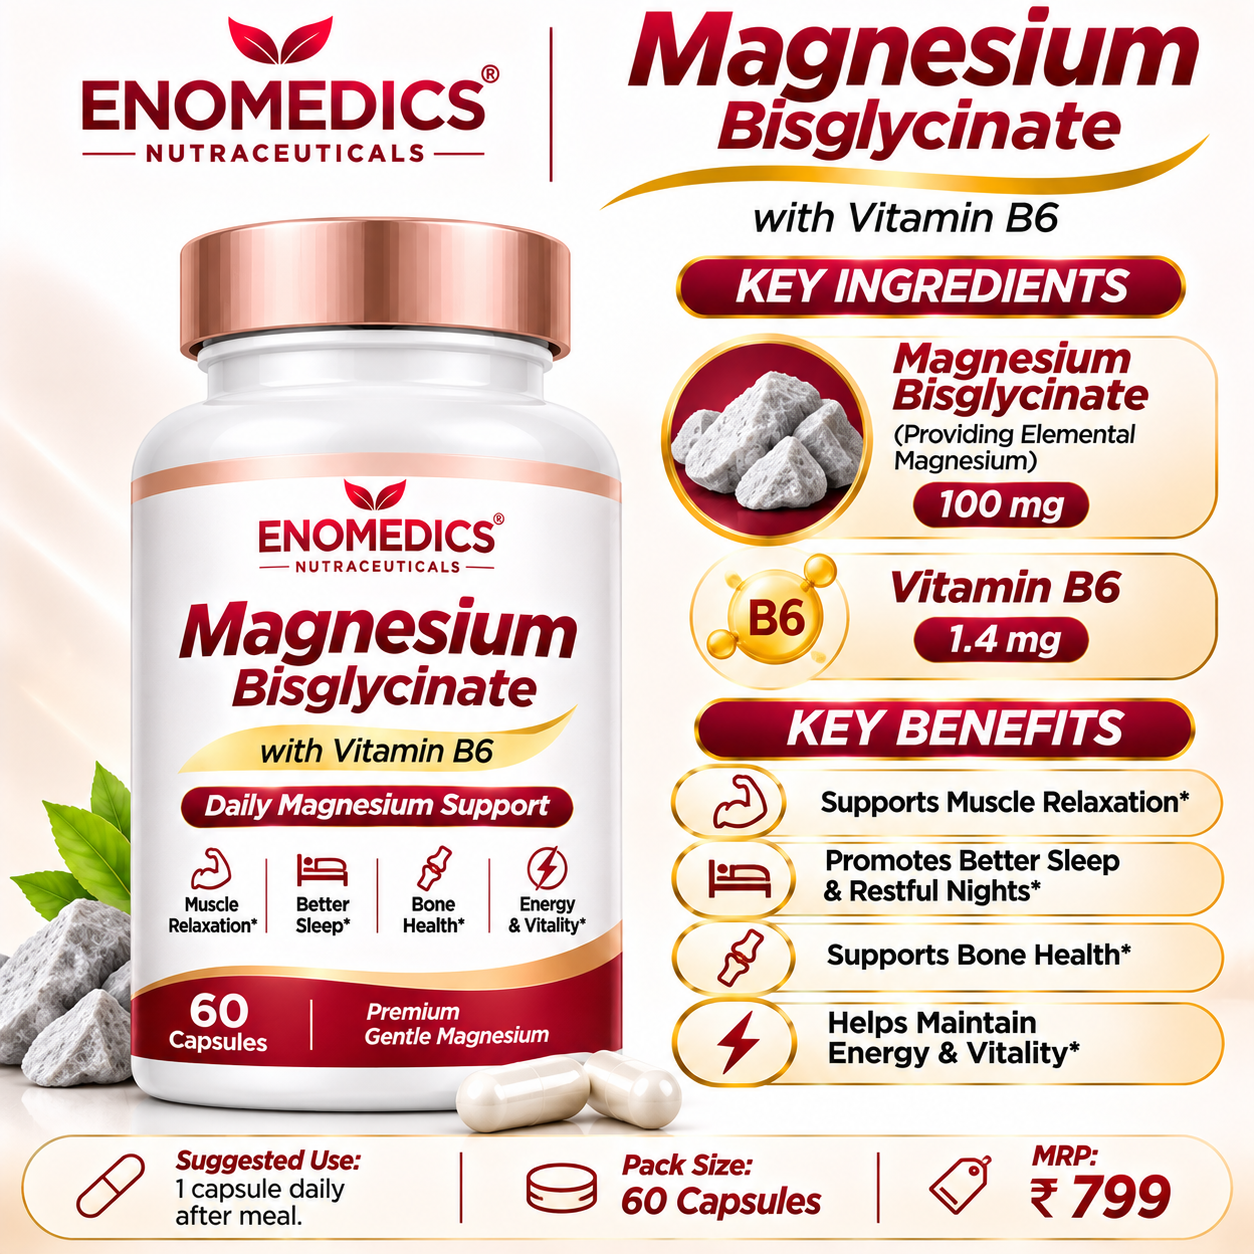 ENOMEDICS®
NUTRACEUTICALS
Magnesium
Bisglycinate
with Vitamin B6
KEY INGREDIENTS
Magnesium
Bisglycinate
(Providing Elemental
Magnesium)
100 mg
B6
Vitamin B6
1.4 mg
KEY BENEFITS
Supports Muscle Relaxation*
Promotes Better Sleep
& Restful Nights*
Supports Bone Health*
Helps Maintain
Energy & Vitality*
ENOMEDICS®
NUTRACEUTICALS
Magnesium
Bisglycinate
with Vitamin B6
Daily Magnesium Support
Muscle
Relaxation*
Better
Sleep*
Bone
Health*
Energy
& Vitality*
60
Capsules
Premium
Gentle Magnesium
Suggested Use:
1 capsule daily
after meal.
Pack Size:
60 Capsules
MRP:
₹ 799